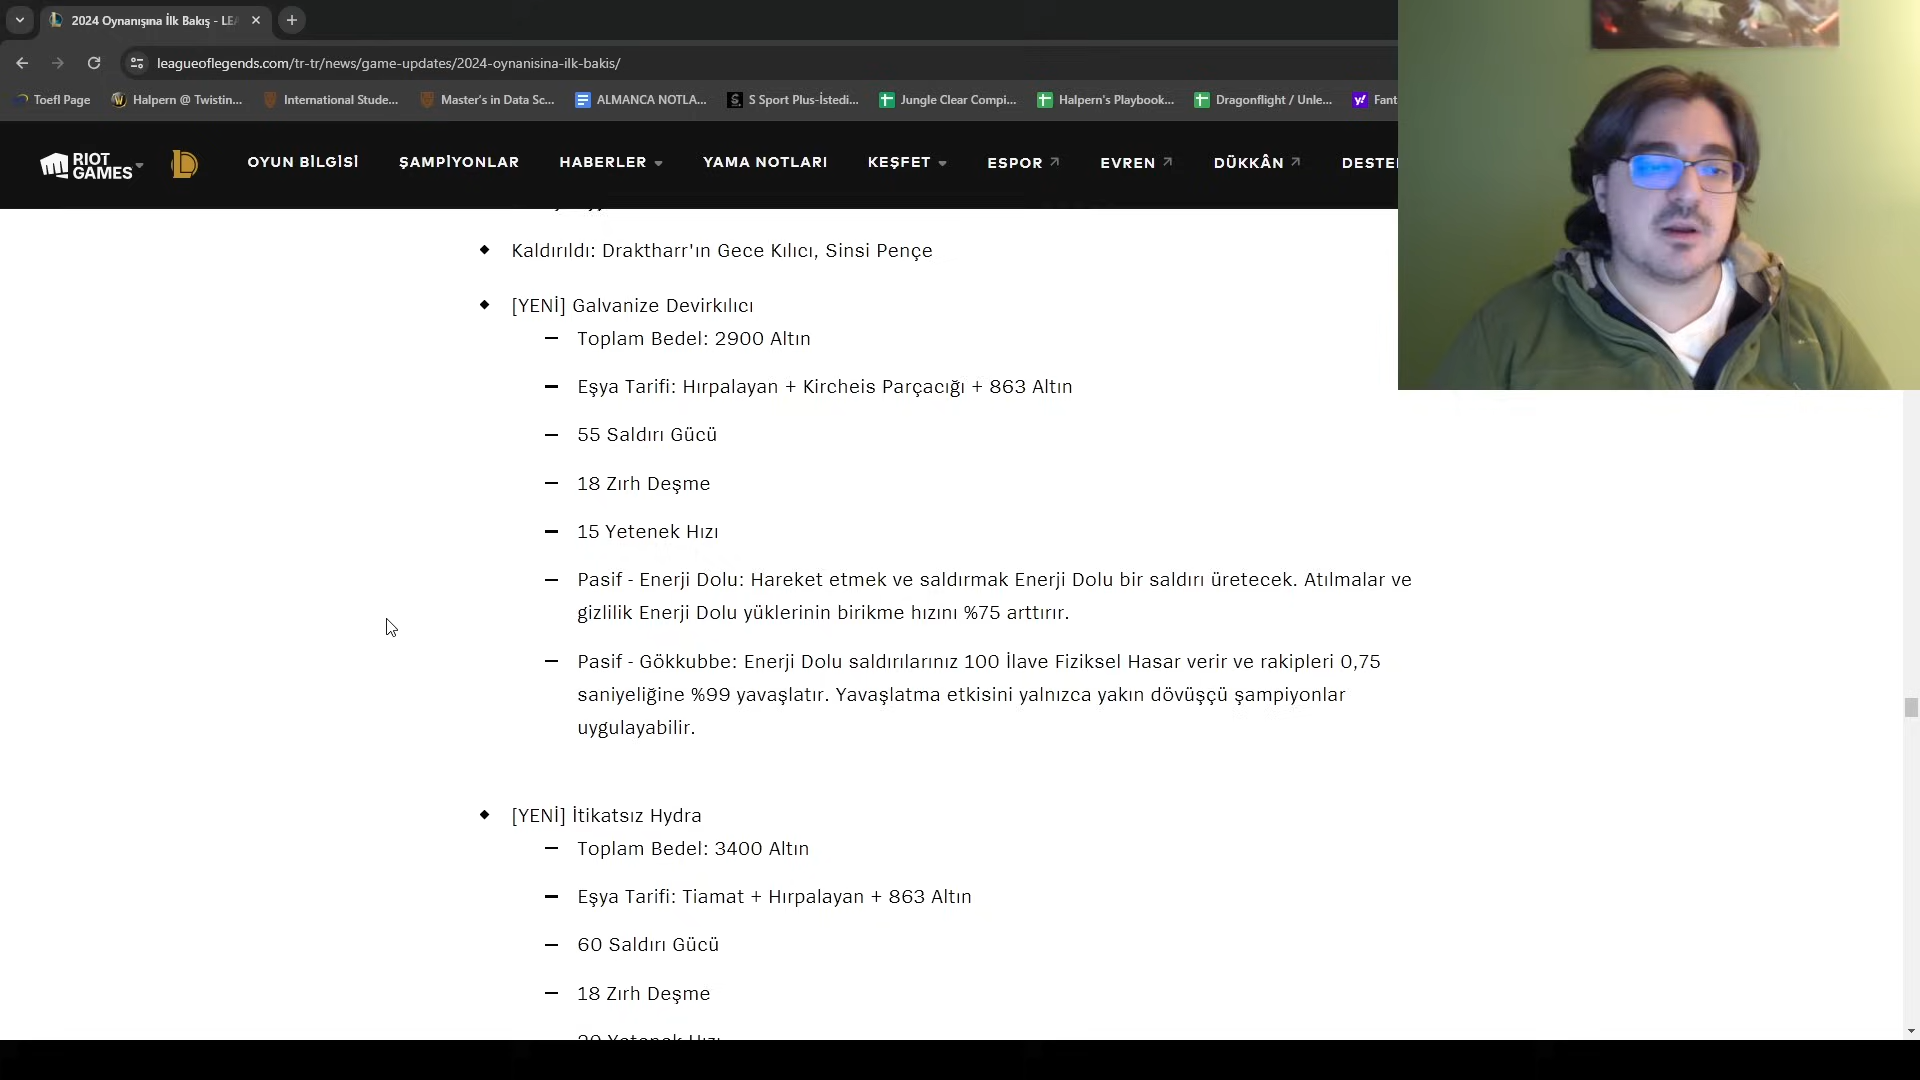 2024 Oynanışına İlk Bakış - LEA
leagueoflegends.com/tr-tr/news/game-updates/2024-oynanisina-ilk-bakis/
Toefl Page
Halpern @ Twistin...
International Stude...
Master's in Data Sc...
ALMANCA NOTLA...
S Sport Plus-İstedi...
Jungle Clear Compi...
Halpern's Playbook...
Dragonflight / Unle...
Fant
RIOT GAMES
OYUN BİLGİSİ
ŞAMPİYONLAR
HABERLER
YAMA NOTLARI
KEŞFET
ESPOR
EVREN
DÜKKÂN
DESTE
Kaldırıldı: Draktharr'ın Gece Kılıcı, Sinsi Pençe
[YENİ] Galvanize Devirkılıcı
Toplam Bedel: 2900 Altın
Eşya Tarifi: Hırpalayan + Kircheis Parçacığı + 863 Altın
55 Saldırı Gücü
18 Zırh Deşme
15 Yetenek Hızı
Pasif - Enerji Dolu: Hareket etmek ve saldırmak Enerji Dolu bir saldırı üretecek. Atılmalar ve
gizlilik Enerji Dolu yüklerinin birikme hızını %75 arttırır.
Pasif - Gökkubbe: Enerji Dolu saldırılarınız 100 İlave Fiziksel Hasar verir ve rakipleri 0,75
saniyeliğine %99 yavaşlatır. Yavaşlatma etkisini yalnızca yakın dövüşçü şampiyonlar
uygulayabilir.
[YENİ] İtikatsız Hydra
Toplam Bedel: 3400 Altın
Eşya Tarifi: Tiamat + Hırpalayan + 863 Altın
60 Saldırı Gücü
18 Zırh Deşme
20 Yetenek Hızı